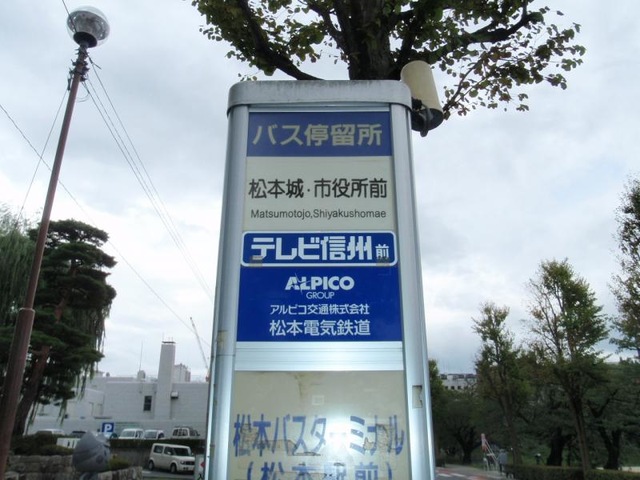 バス停留所
松本城・市役所前
Matsumotojo,Shiyakushomae
テレビ信州前
ALPICO
GROUP
アルピコ交通株式会社
松本電気鉄道
松本バスターミナル
(松本駅前)
P